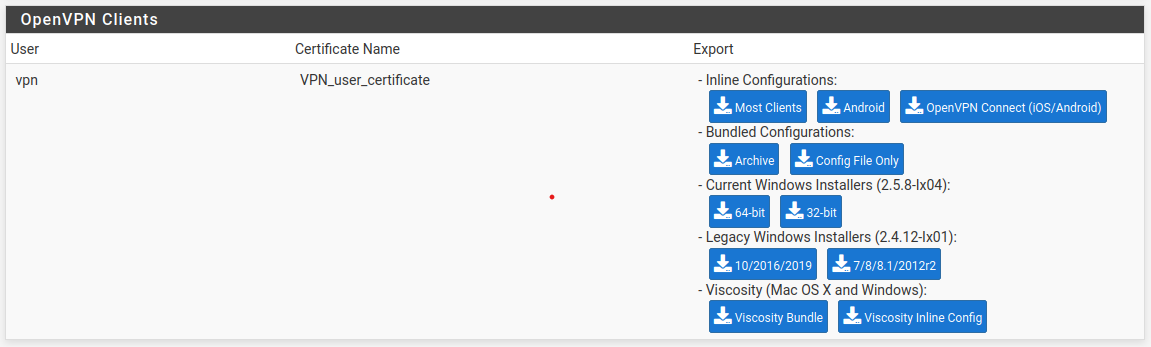 OpenVPN Clients
User Certificate Name Export
vpn VPN_user_certificate - Inline Configurations:
Most Clients Android OpenVPN Connect (iOS/Android)
- Bundled Configurations:
Archive Config File Only
- Current Windows Installers (2.5.8-Ix04):
64-bit 32-bit
- Legacy Windows Installers (2.4.12-Ix01):
10/2016/2019 7/8/8.1/2012r2
- Viscosity (Mac OS X and Windows):
Viscosity Bundle Viscosity Inline Config